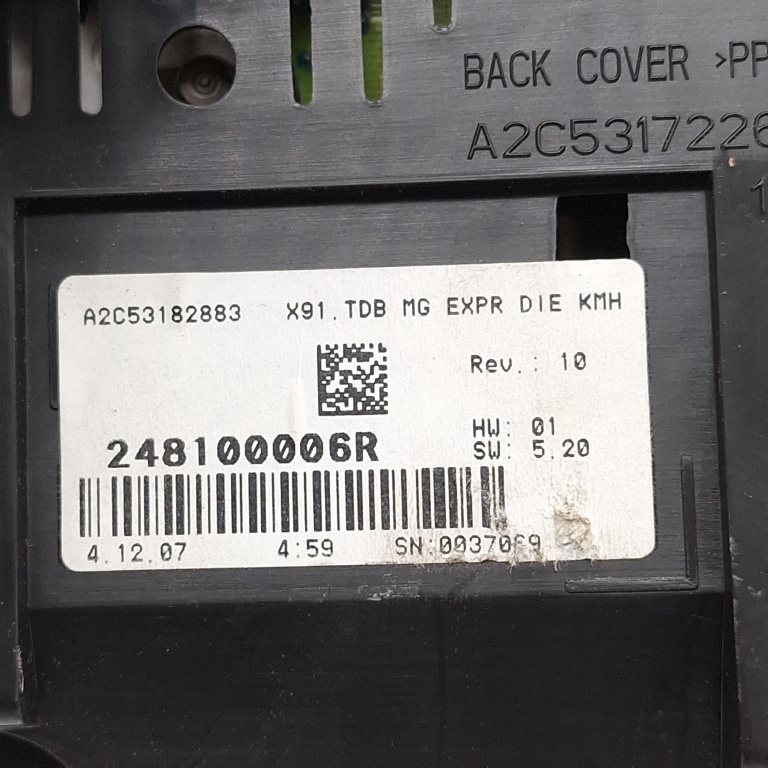 BACK COVER >PP
A2C5317226
1
A2C53182883 X91.TDB MG EXPR DIE KMH
Rev.: 10
248100006R
HW: 01
SW: 5.20
4.12.07 4:59